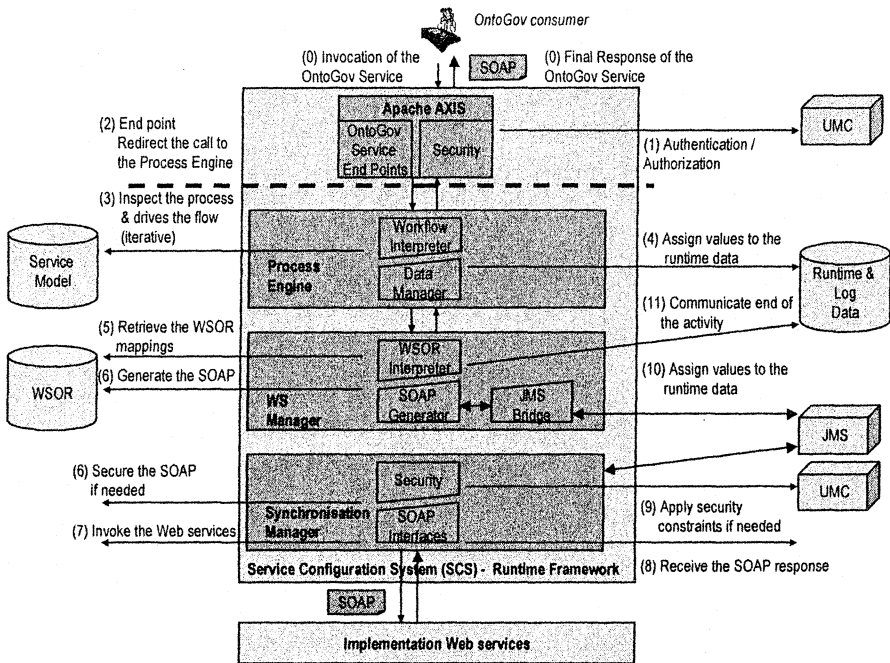 OntoGov consumer
(0) Invocation of the
OntoGov Service
SOAP
(0) Final Response of the
OntoGov Service
Apache AXIS
OntoGov
Service
End Points
Security
UMC
(2) End point
Redirect the call to
the Process Engine
(1) Authentication /
Authorization
(3) Inspect the process
& drives the flow
(iterative)
Service
Model
Process
Engine
Workflow
Interpreter
Data
Manager
(4) Assign values to the
runtime data
Runtime &
Log
Data
(11) Communicate end of
the activity
(5) Retrieve the WSOR
mappings
(6) Generate the SOAP
WSOR
WS
Manager
WSOR
Interpreter
SOAP
Generator
JMS
Bridge
(10) Assign values to the
runtime data
JMS
(6) Secure the SOAP
if needed
(7) Invoke the Web services
Synchronisation
Manager
Security
SOAP
Interfaces
UMC
(9) Apply security
constraints if needed
(8) Receive the SOAP response
Service Configuration System (SCS) - Runtime Framework
SOAP
Implementation Web services